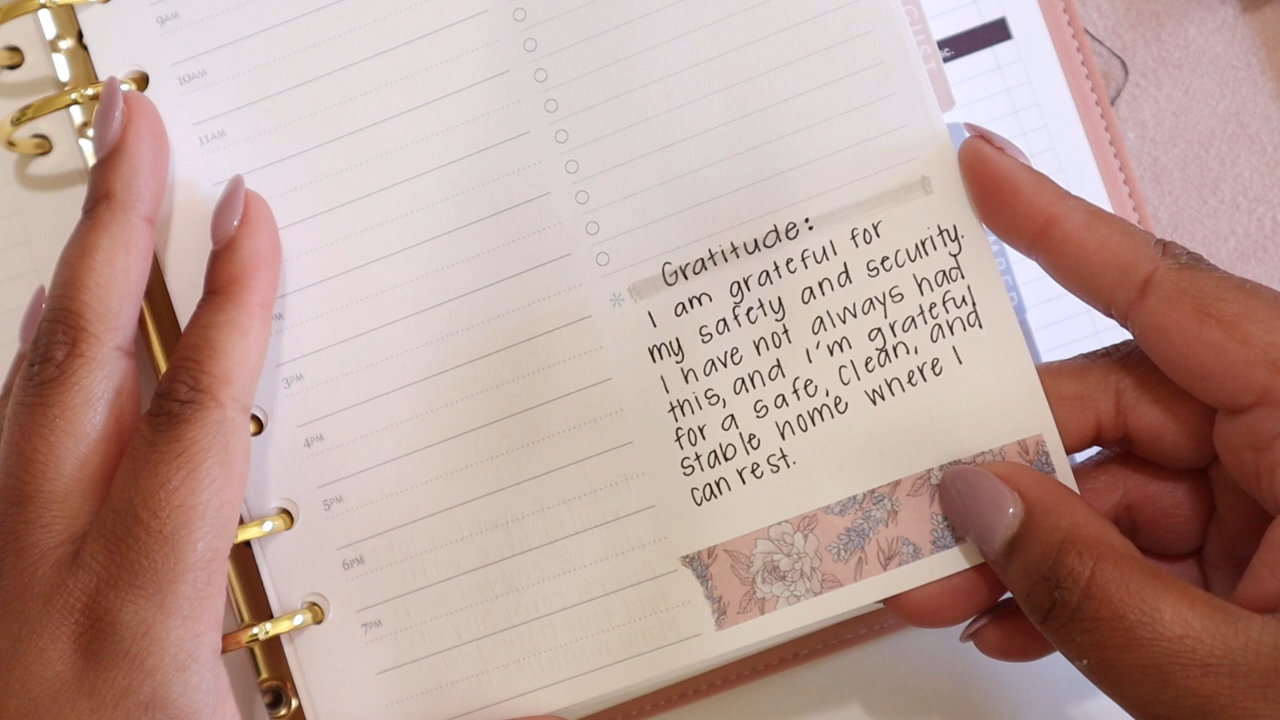 9AM
10AM
11AM
3PM
4PM
5PM
6PM
7PM
Gratitude:
I am grateful for
my safety and security.
I have not always had
this, and i'm grateful
for a safe, clean, and
stable home where I
can rest.